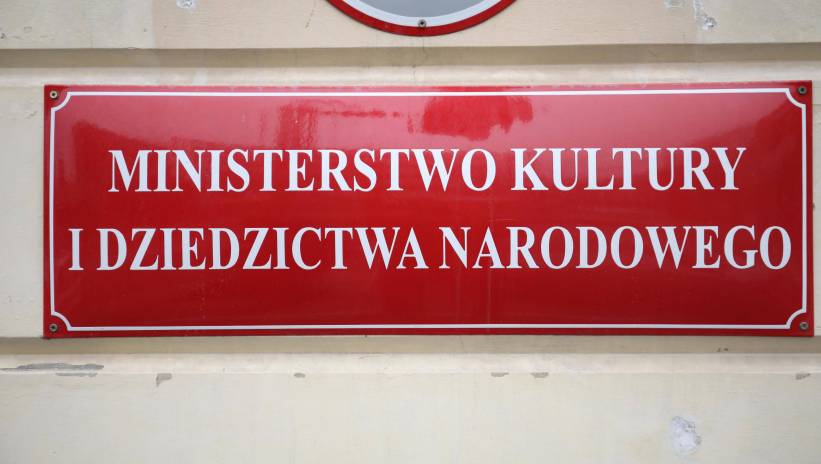 MINISTERSTWO KULTURY
I DZIEDZICTWA NARODOWEGO